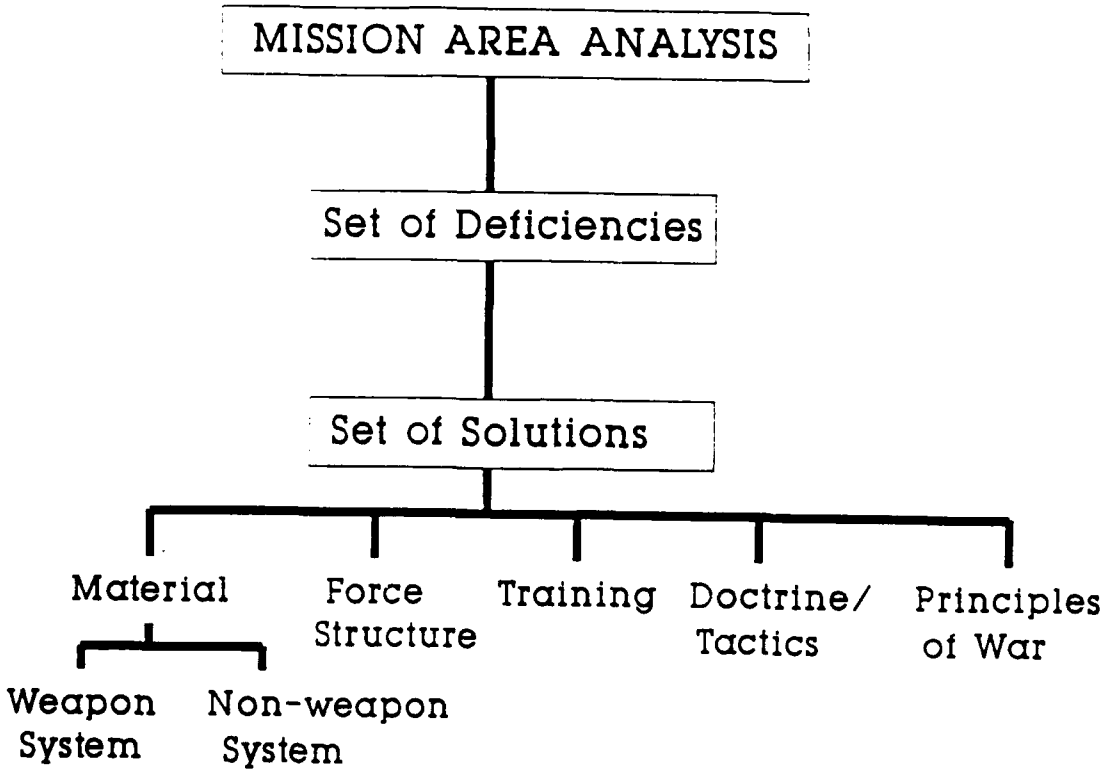 MISSION AREA ANALYSIS
Set of Deficiencies
Set of Solutions
Material
Force
Structure
Training
Doctrine/
Tactics
Principles
of War
Weapon
System
Non-weapon
System